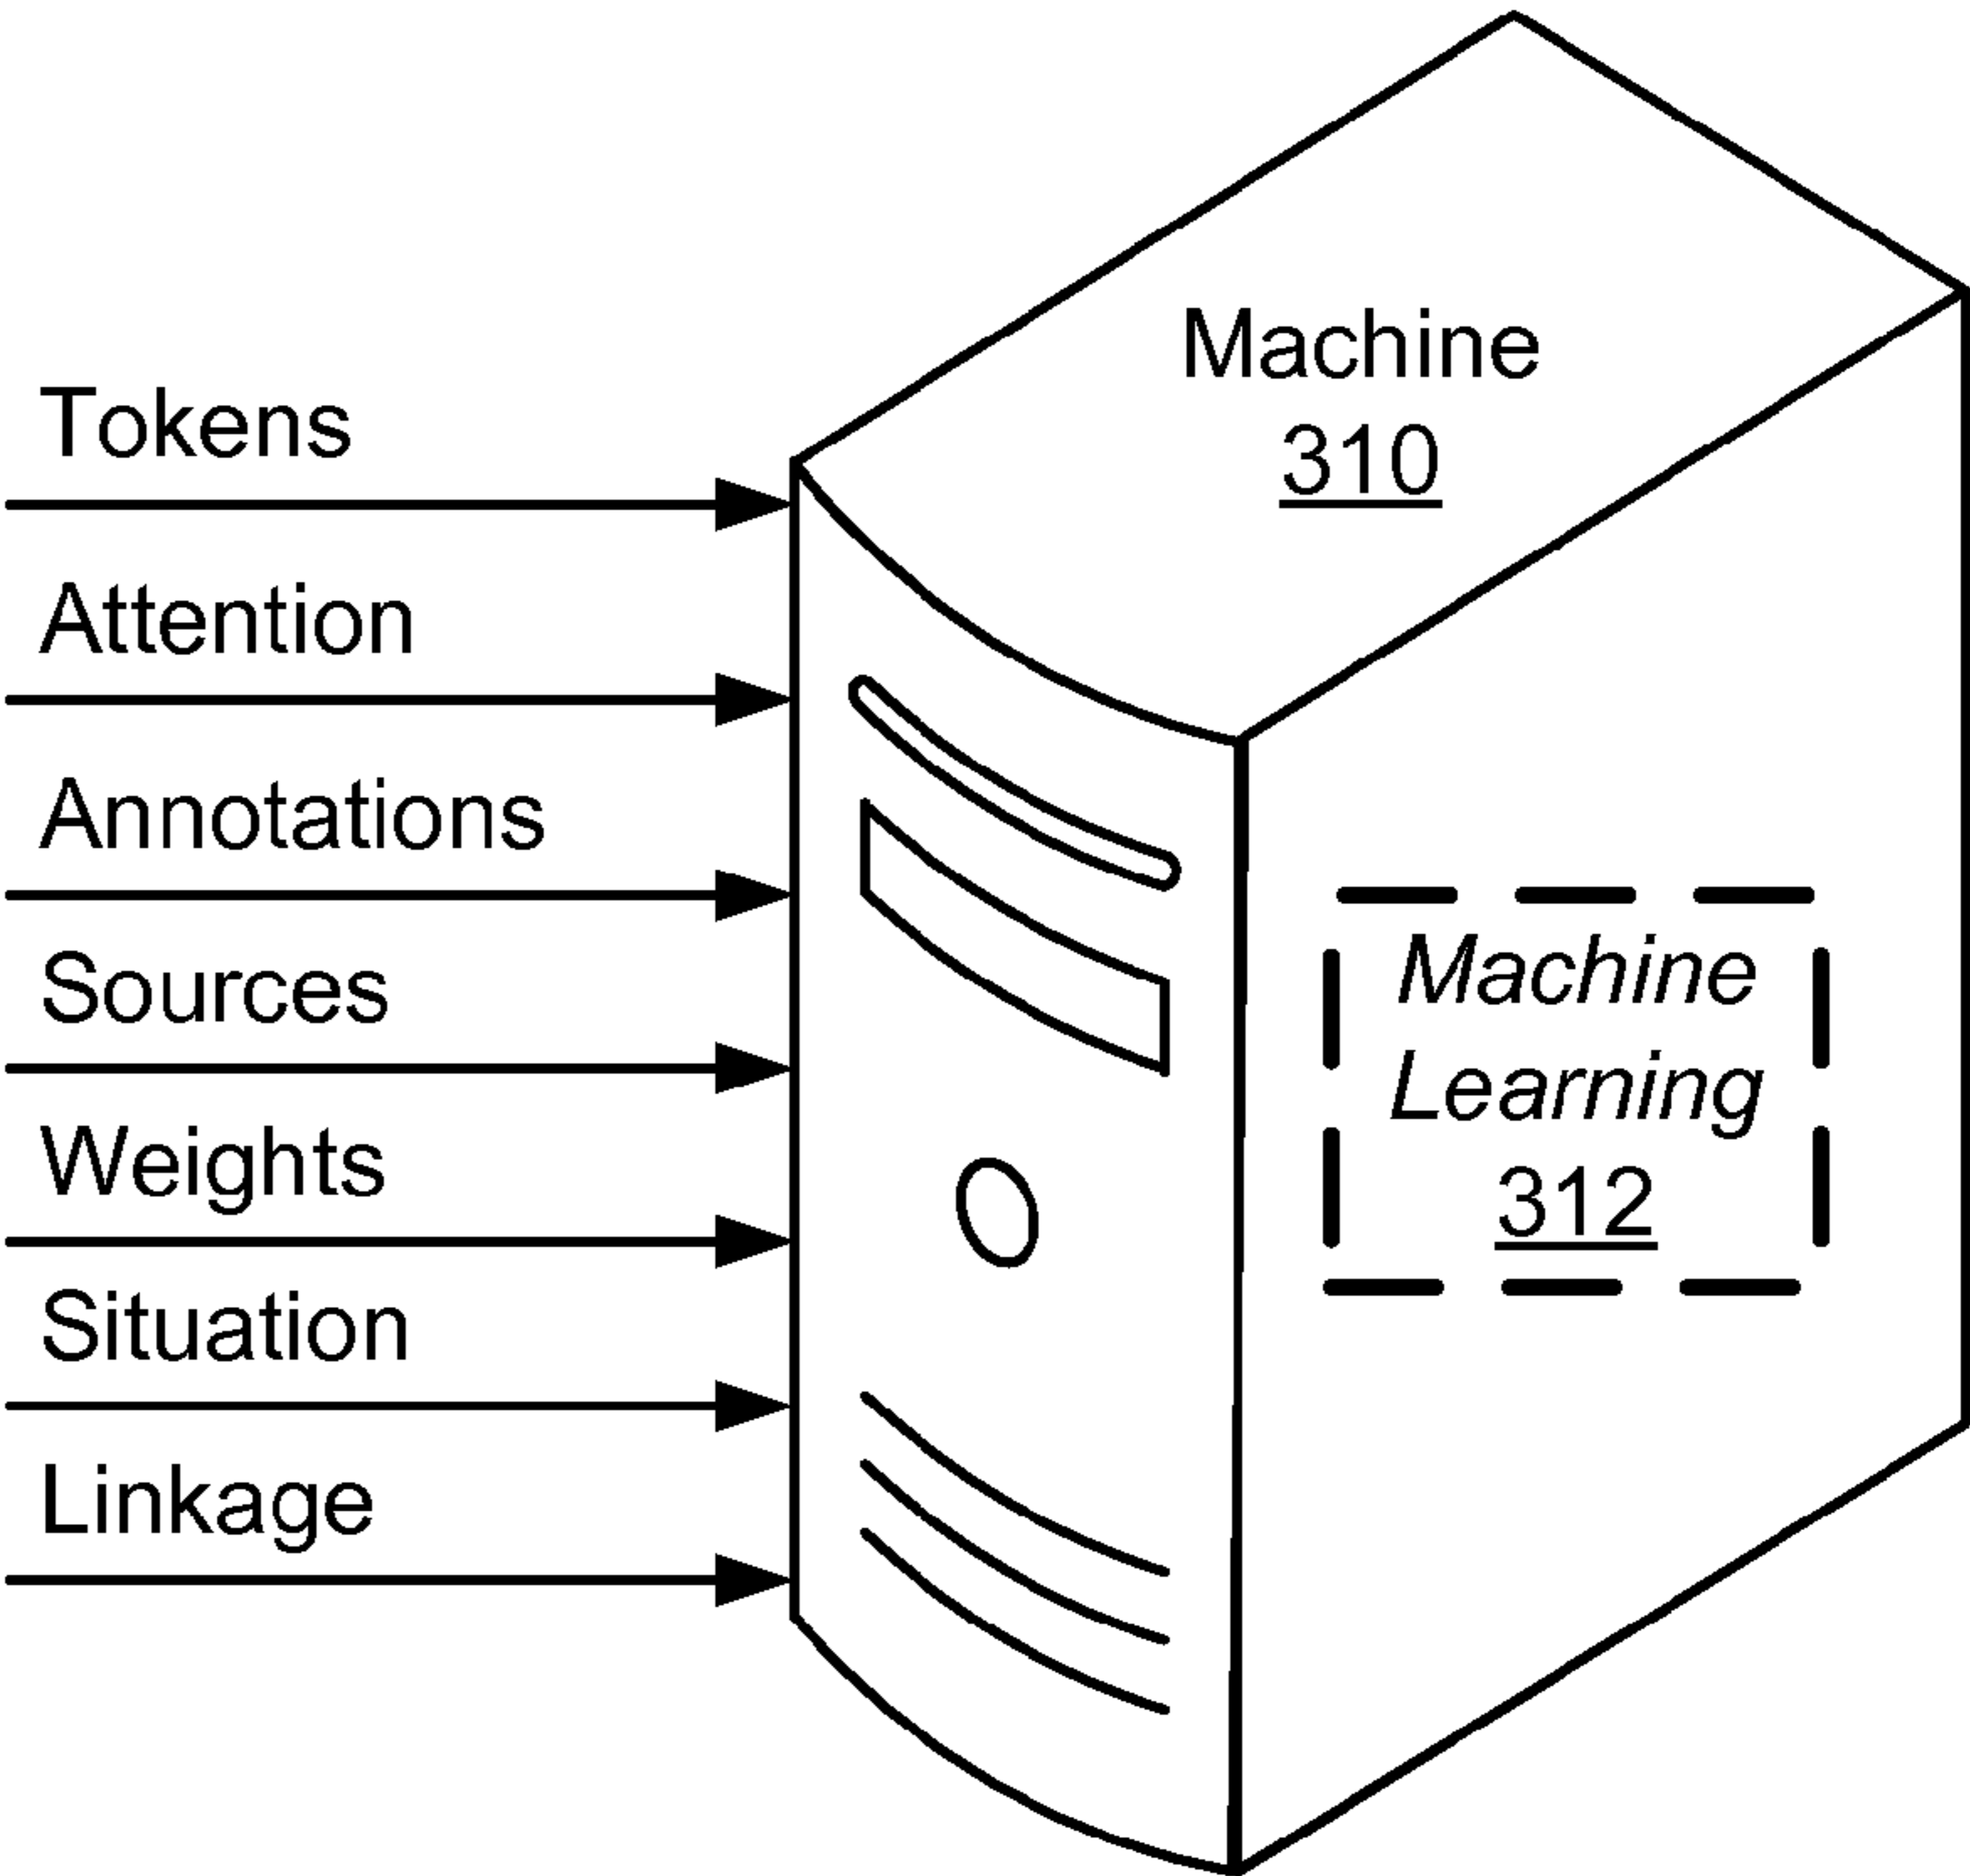 Machine
310
Tokens
Attention
Annotations
Sources
Weights
Situation
Linkage
Machine
Learning
312